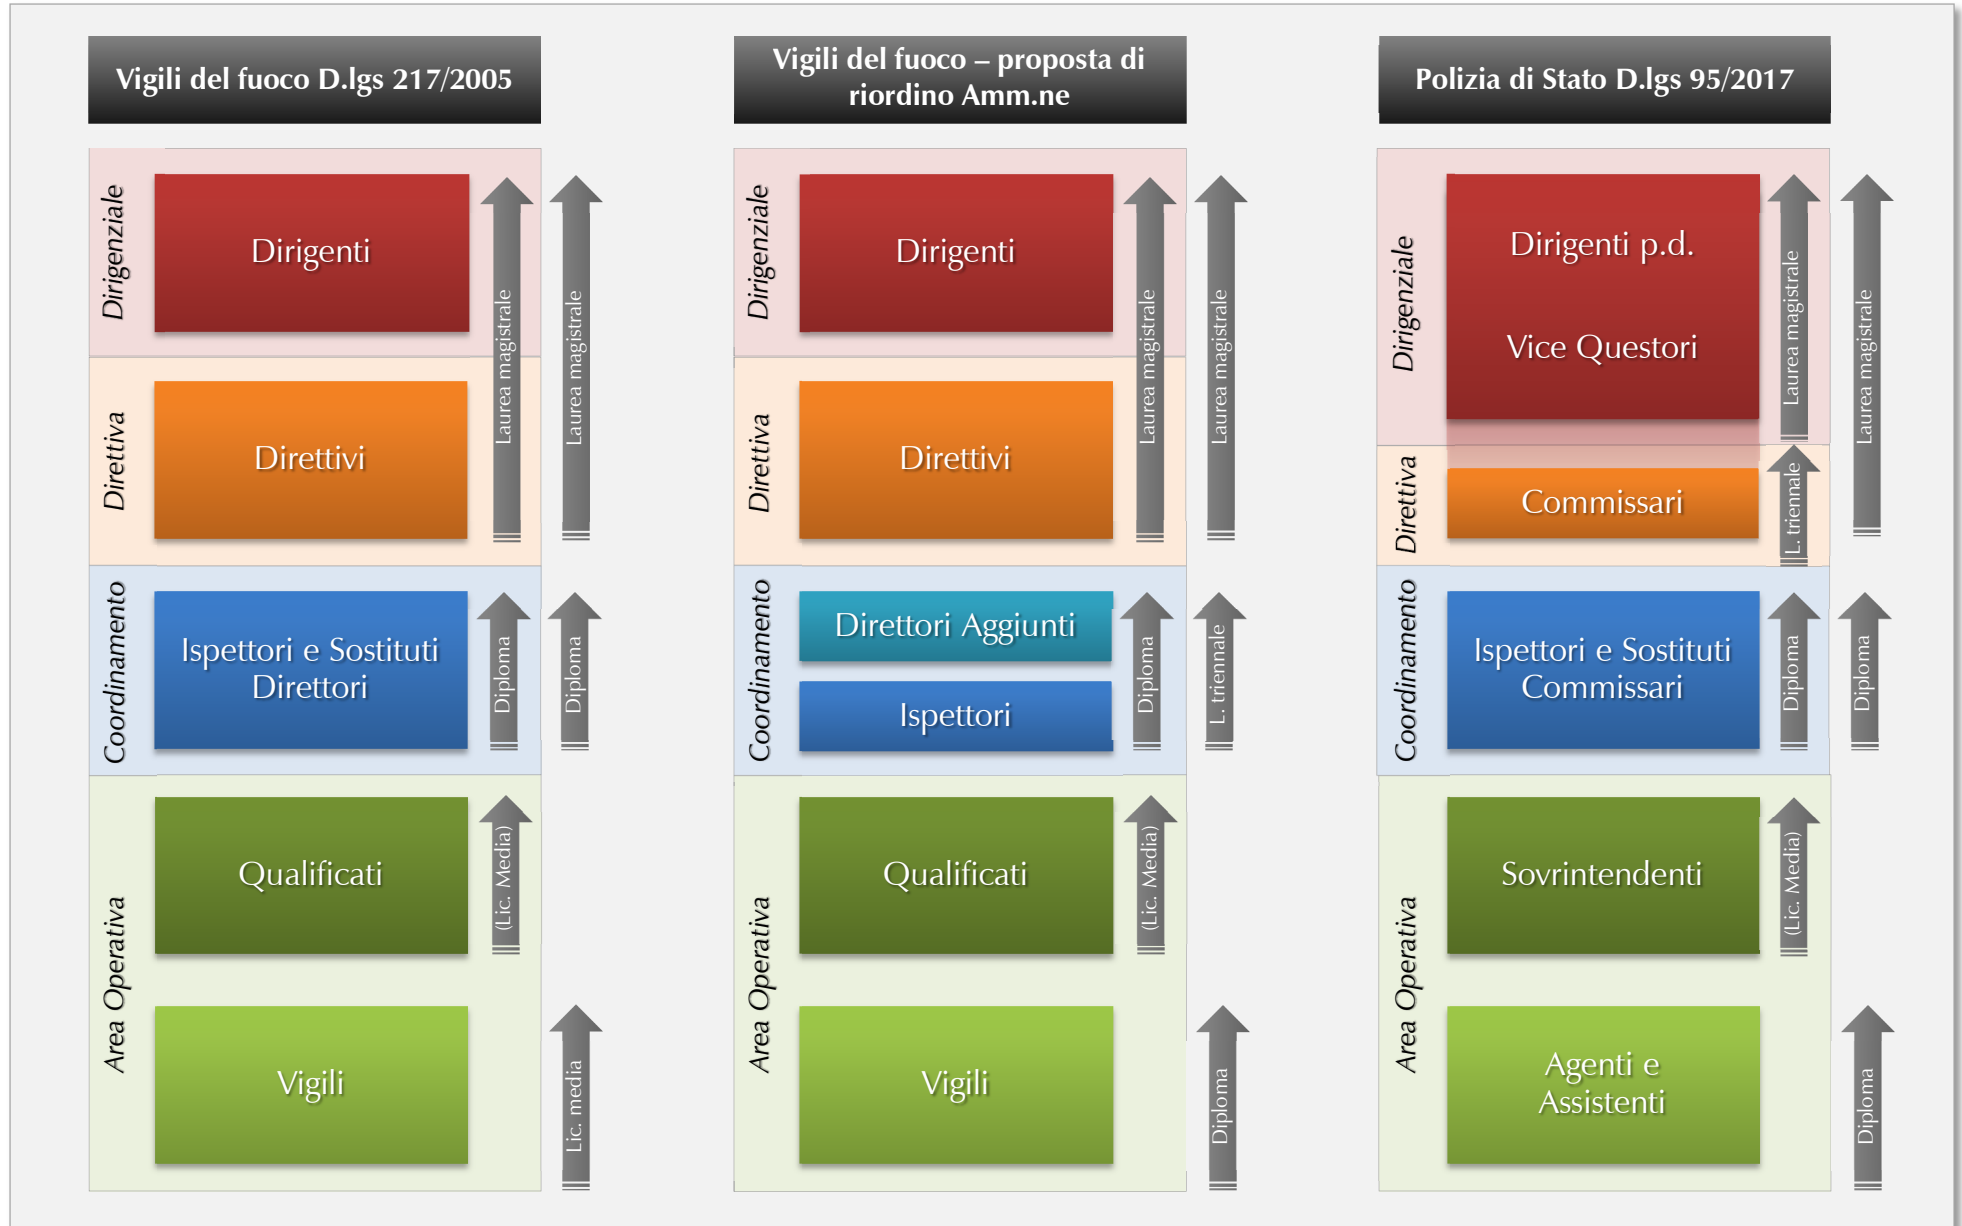 Vigili del fuoco D.lgs 217/2005
Dirigenziale
Dirigenti
Laurea magistrale
Laurea magistrale
Direttiva
Direttivi
Coordinamento
Ispettori e Sostituti
Direttori
Diploma
Diploma
Area Operativa
Qualificati
(Lic. Media)
Vigili
Lic. media
Vigili del fuoco – proposta di
riordino Amm.ne
Dirigenziale
Dirigenti
Laurea magistrale
Laurea magistrale
Direttiva
Direttivi
Coordinamento
Direttori Aggiunti
Ispettori
Diploma
L. triennale
Area Operativa
Qualificati
(Lic. Media)
Vigili
Diploma
Polizia di Stato D.lgs 95/2017
Dirigenziale
Dirigenti p.d.
Vice Questori
Laurea magistrale
Laurea magistrale
Direttiva
Commissari
L. triennale
Coordinamento
Ispettori e Sostituti
Commissari
Diploma
Diploma
Area Operativa
Sovrintendenti
(Lic. Media)
Agenti e
Assistenti
Diploma